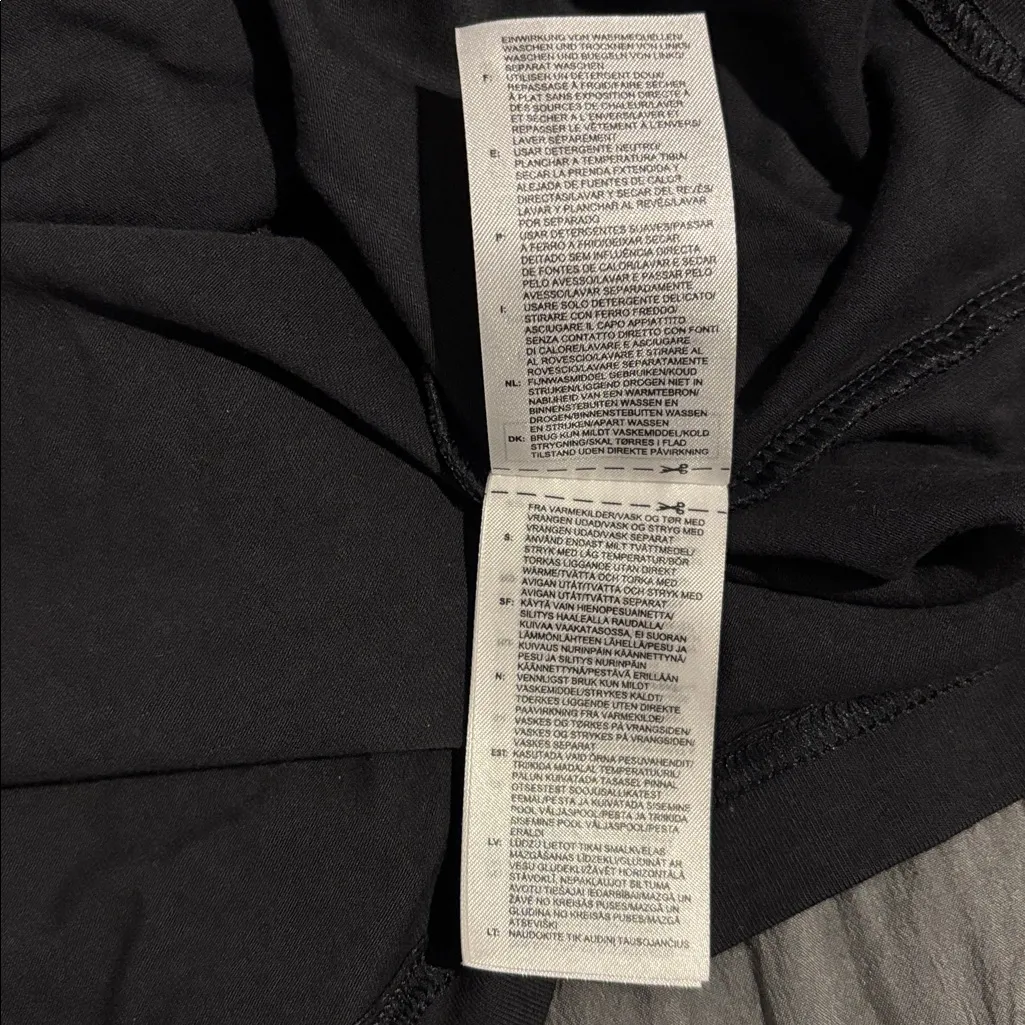 EINWIRKUNG VON WAERMEQUELLEN/
WASCHEN UND TROCKNEN VON LINKS/
WASCHEN UND BUEGELN VON LINKS/
SEPARAT WASCHEN
F: UTILISER UN DÉTERGENT DOUX/
REPASSAGE À FROID/FAIRE SÉCHER
À PLAT SANS EXPOSITION DIRECTE À
DES SOURCES DE CHALEUR/LAVER
ET SÉCHER À L'ENVERS/LAVER ET
REPASSER LE VÊTEMENT À L'ENVERS/
LAVER SÉPARÉMENT
E: USAR DETERGENTE NEUTRO/
PLANCHAR A TEMPERATURA TIBIA/
SECAR LA PRENDA EXTENDIDA Y
ALEJADA DE FUENTES DE CALOR
DIRECTAS/LAVAR Y SECAR DEL REVÉS/
LAVAR Y PLANCHAR AL REVÉS/LAVAR
POR SEPARADO
P: USAR DETERGENTES SUAVES/PASSAR
A FERRO A FRIO/DEIXAR SECAR
DEITADO SEM INFLUÊNCIA DIRECTA
DE FONTES DE CALOR/LAVAR E SECAR
PELO AVESSO/LAVAR E PASSAR PELO
AVESSO/LAVAR SEPARADAMENTE
I: USARE SOLO DETERGENTE DELICATO/
STIRARE CON FERRO FREDDO/
ASCIUGARE IL CAPO APPIATTITO
SENZA CONTATTO DIRETTO CON FONTI
DI CALORE/LAVARE E ASCIUGARE
AL ROVESCIO/LAVARE E STIRARE AL
ROVESCIO/LAVARE SEPARATAMENTE
NL: FIJNWASMIDDEL GEBRUIKEN/KOUD
STRIJKEN/LIGGEND DROGEN NIET IN
NABIJHEID VAN EEN WARMTEBRON/
BINNENSTEBUITEN WASSEN EN
DROGEN/BINNENSTEBUITEN WASSEN
EN STRIJKEN/APART WASSEN
DK: BRUG KUN MILDT VASKEMIDDEL/KOLD
STRYGNING/SKAL TØRRES I FLAD
TILSTAND UDEN DIREKTE PÅVIRKNING
FRA VARMEKILDER/VASK OG TØR MED
VRANGEN UDAD/VASK OG STRYG MED
VRANGEN UDAD/VASK SEPARAT
S: ANVÄND ENDAST MILT TVÄTTMEDEL/
STRYK MED LÅG TEMPERATUR/BÖR
TORKAS LIGGANDE UTAN DIREKT
WÄRME/TVÄTTA OCH TORKA MED
AVIGAN UTÅT/TVÄTTA OCH STRYK MED
AVIGAN UTÅT/TVÄTTA SEPARAT
SF: KÄYTÄ VAIN HIENOPESUAINETTA/
SILITYS HAALEALLA RAUDALLA/
KUIVAA VAAKATASOSSA, EI SUORAN
LÄMMÖNLÄHTEEN LÄHELLÄ/PESU JA
KUIVAUS NURINPÄIN KÄÄNNETTYNÄ/
PESU JA SILITYS NURINPÄIN
KÄÄNNETTYNÄ/PESTÄVÄ ERILLÄÄN
N: VENNLIGST BRUK KUN MILDT
VASKEMIDDEL/STRYKES KALDT/
TOERKES LIGGENDE UTEN DIREKTE
PAAVIRKNING FRA VARMEKILDE/
VASKES OG TØRKES PÅ VRANGSIDEN/
VASKES OG STRYKES PÅ VRANGSIDEN/
VASKES SEPARAT
EST: KASUTADA VAID ÕRNA PESUVAHENDIT/
TRIIKIDA MADALAL TEMPERATUURIL/
PALUN KUIVATADA TASASEL PINNAL
OTSESTEST SOOJUSALLIKATEST
EEMAL/PESTA JA KUIVATADA SISEMINE
POOL VÄLJASPOOL/PESTA JA TRIIKIDA
SISEMINE POOL VÄLJASPOOL/PESTA
ERALDI
LV: LŪDZU LIETOT TIKAI SMALKVEĻAS
MAZGĀŠANAS LĪDZEKLI/GLUDINĀT AR
VĒSU GLUDEKLI/ŽĀVĒT HORIZONTĀLĀ
STĀVOKLĪ, NEPAKĻAUJOT SILTUMA
AVOTU TIEŠAJAI IEDARBĪBAI/MAZGĀ UN
ŽĀVĒ NO KREISĀS PUSES/MAZGĀ UN
GLUDINA NO KREISĀS PUSES/MAZGĀ
ATSEVIŠĶI
LT: NAUDOKITE TIK AUDINĮ TAUSOJANČIUS